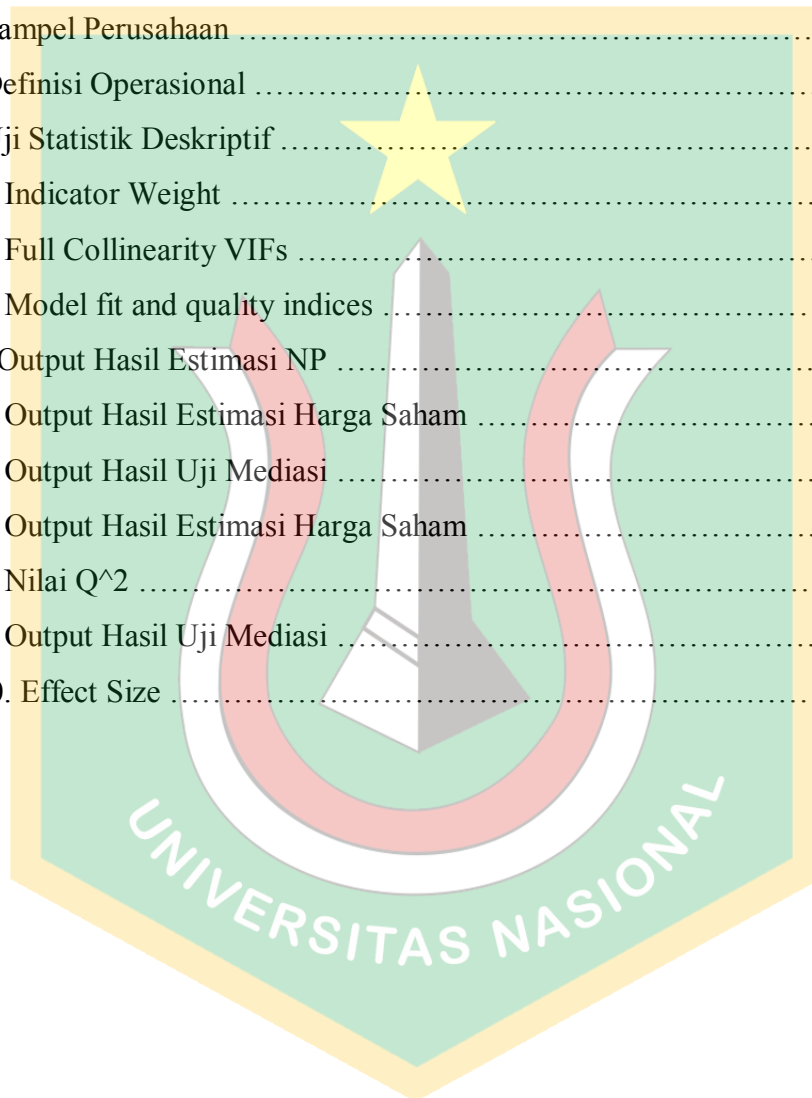 ampel Perusahaan ................................................................
Definisi Operasional ................................................................
ji Statistik Deskriptif ................................................................
Indicator Weight ................................................................
Full Collinearity VIFs ................................................................
Model fit and quality indices ................................................................
Output Hasil Estimasi NP ................................................................
Output Hasil Estimasi Harga Saham ................................................................
Output Hasil Uji Mediasi ................................................................
Output Hasil Estimasi Harga Saham ................................................................
Nilai Q^2 ................................................................
Output Hasil Uji Mediasi ................................................................
. Effect Size ................................................................
UNIVERSITAS NASIONAL